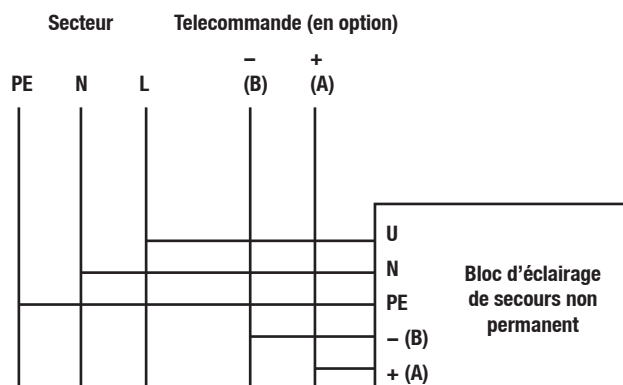 Secteur Telecommande (en option)
– +
PE N L (B) (A)
U
N
PE
– (B)
+ (A)
Bloc d’éclairage
de secours non
permanent